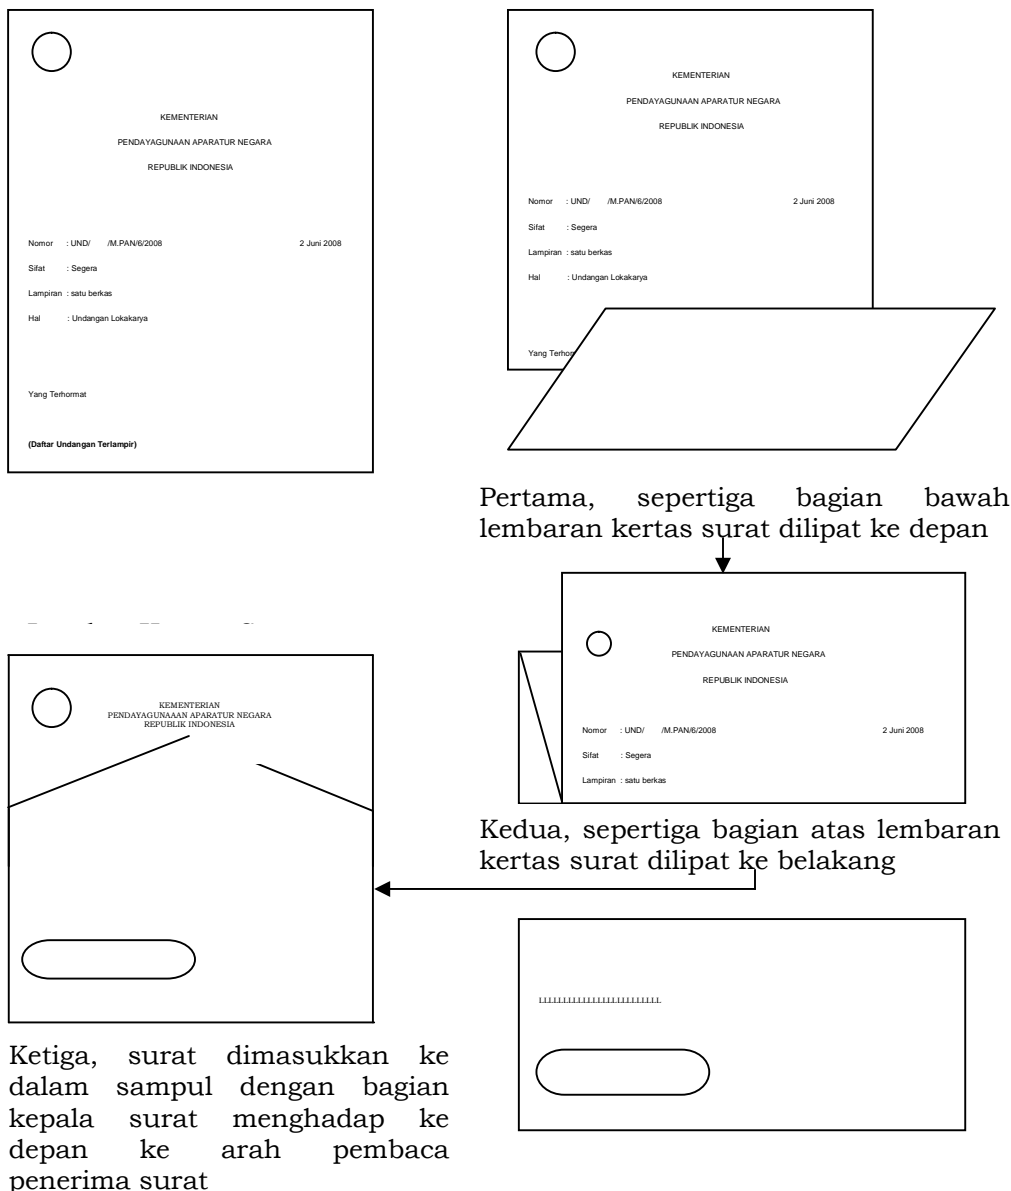 KEMENTERIAN
PENDAYAGUNAAN APARATUR NEGARA
REPUBLIK INDONESIA
Nomor : UND/ /M.PAN/6/2008 2 Juni 2008
Sifat : Segera
Lampiran : satu berkas
Hal : Undangan Lokakarya
Yang Terhormat
(Daftar Undangan Terlampir)
KEMENTERIAN
PENDAYAGUNAAN APARATUR NEGARA
REPUBLIK INDONESIA
Nomor : UND/ /M.PAN/6/2008 2 Juni 2008
Sifat : Segera
Lampiran : satu berkas
Hal : Undangan Lokakarya
Yang Terhor
Pertama, sepertiga bagian bawah
lembaran kertas surat dilipat ke depan
KEMENTERIAN
PENDAYAGUNAAN APARATUR NEGARA
REPUBLIK INDONESIA
Nomor : UND/ /M.PAN/6/2008 2 Juni 2008
Sifat : Segera
Lampiran : satu berkas
Kedua, sepertiga bagian atas lembaran
kertas surat dilipat ke belakang
KEMENTERIAN
PENDAYAGUNAAAN APARATUR NEGARA
REPUBLIK INDONESIA
Ketiga, surat dimasukkan ke
dalam sampul dengan bagian
kepala surat menghadap ke
depan ke arah pembaca
penerima surat